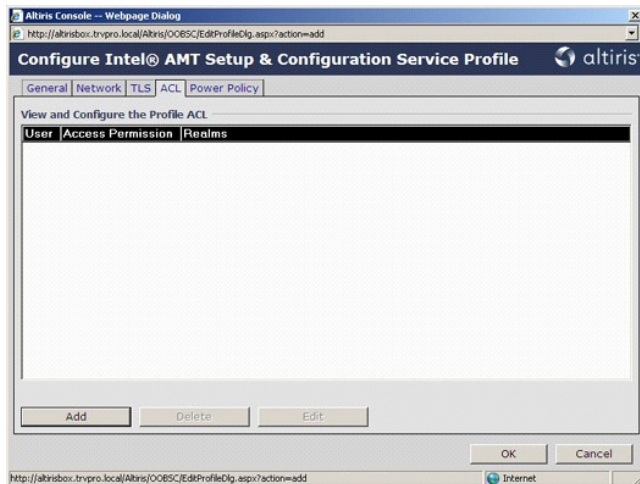 Altiris Console -- Webpage Dialog
http://altirisbox.trvpro.local/Altiris/OOBSC/EditProfileDlg.aspx?action=add
Configure Intel® AMT Setup & Configuration Service Profile altiris
General Network TLS ACL Power Policy
View and Configure the Profile ACL
User Access Permission Realms
Add Delete Edit
OK Cancel
http://altirisbox.trvpro.local/Altiris/OOBSC/EditProfileDlg.aspx?action=add Internet